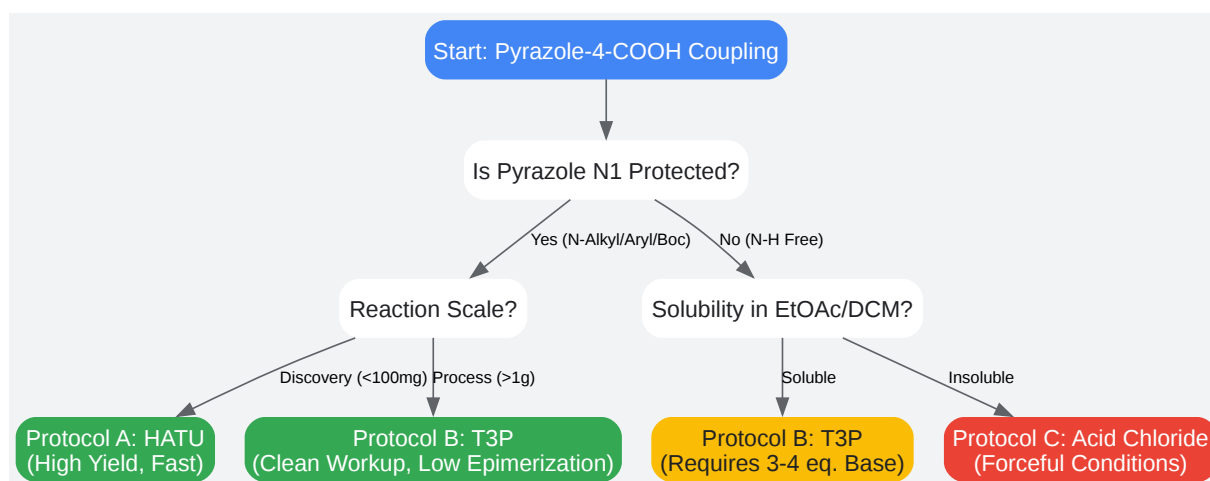 Start: Pyrazole-4-COOH Coupling
Is Pyrazole N1 Protected?
Yes (N-Alkyl/Aryl/Boc)
No (N-H Free)
Reaction Scale?
Solubility in EtOAc/DCM?
Discovery (<100mg)
Process (>1g)
Soluble
Insoluble
Protocol A: HATU
(High Yield, Fast)
Protocol B: T3P
(Clean Workup, Low Epimerization)
Protocol B: T3P
(Requires 3-4 eq. Base)
Protocol C: Acid Chloride
(Forceful Conditions)